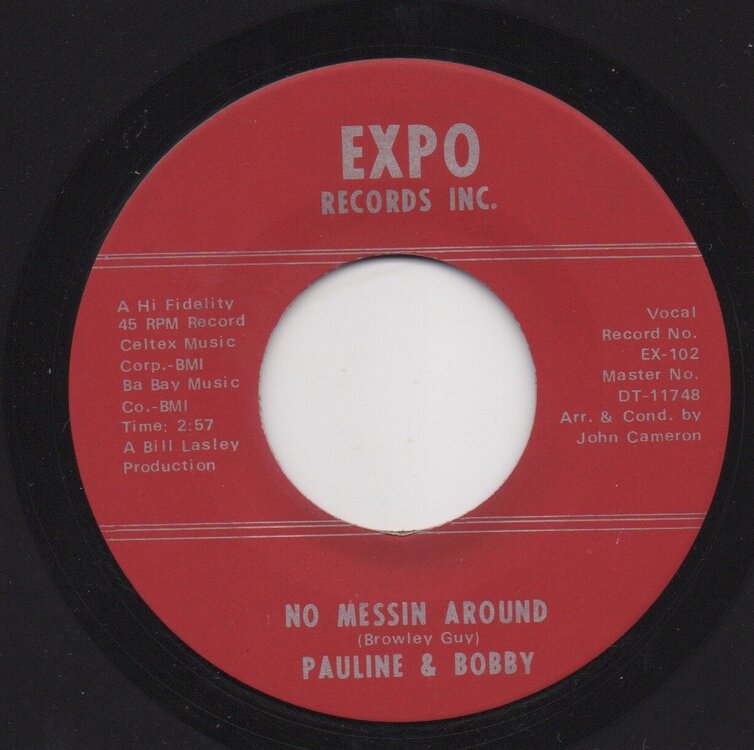 EXPO
RECORDS INC.
A Hi Fidelity
45 RPM Record
Celtex Music
Corp.-BMI
Ba Bay Music
Co.-BMI
Time: 2:57
A Bill Lasley
Production
Vocal
Record No.
EX-102
Master No.
DT-11748
Arr. & Cond. by
John Cameron
NO MESSIN AROUND
(Browley Guy)
PAULINE & BOBBY